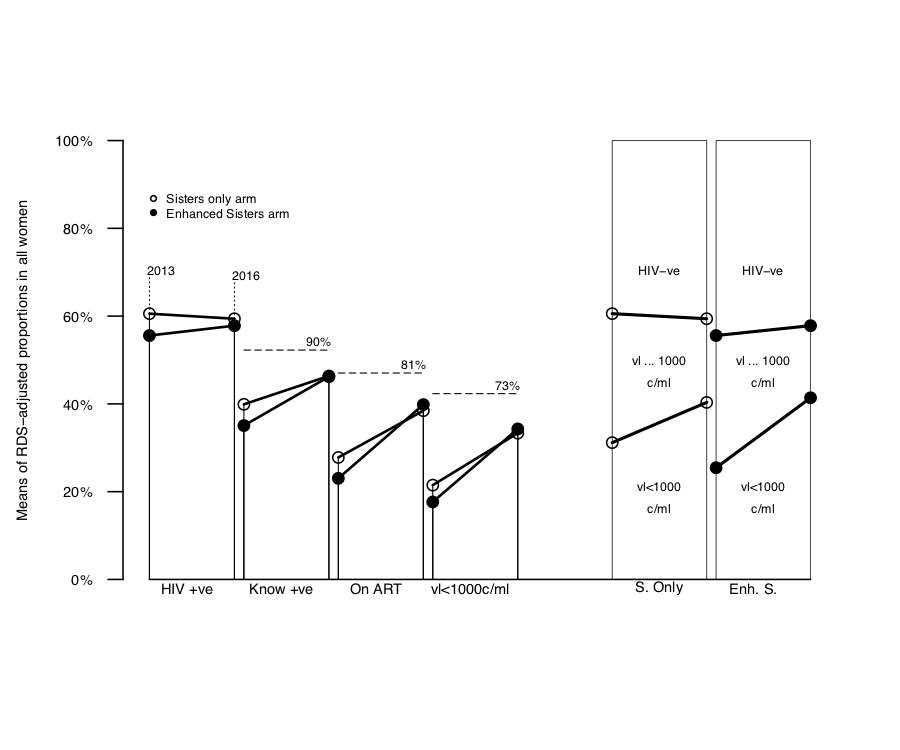 Means of RDS−adjusted proportions in all women
100%
80%
60%
40%
20%
0%
Sisters only arm
Enhanced Sisters arm
2013
2016
90%
81%
73%
HIV +ve
Know +ve
On ART
vl<1000c/ml
HIV−ve
vl ... 1000
c/ml
vl<1000
c/ml
S. Only
HIV−ve
vl ... 1000
c/ml
vl<1000
c/ml
Enh. S.